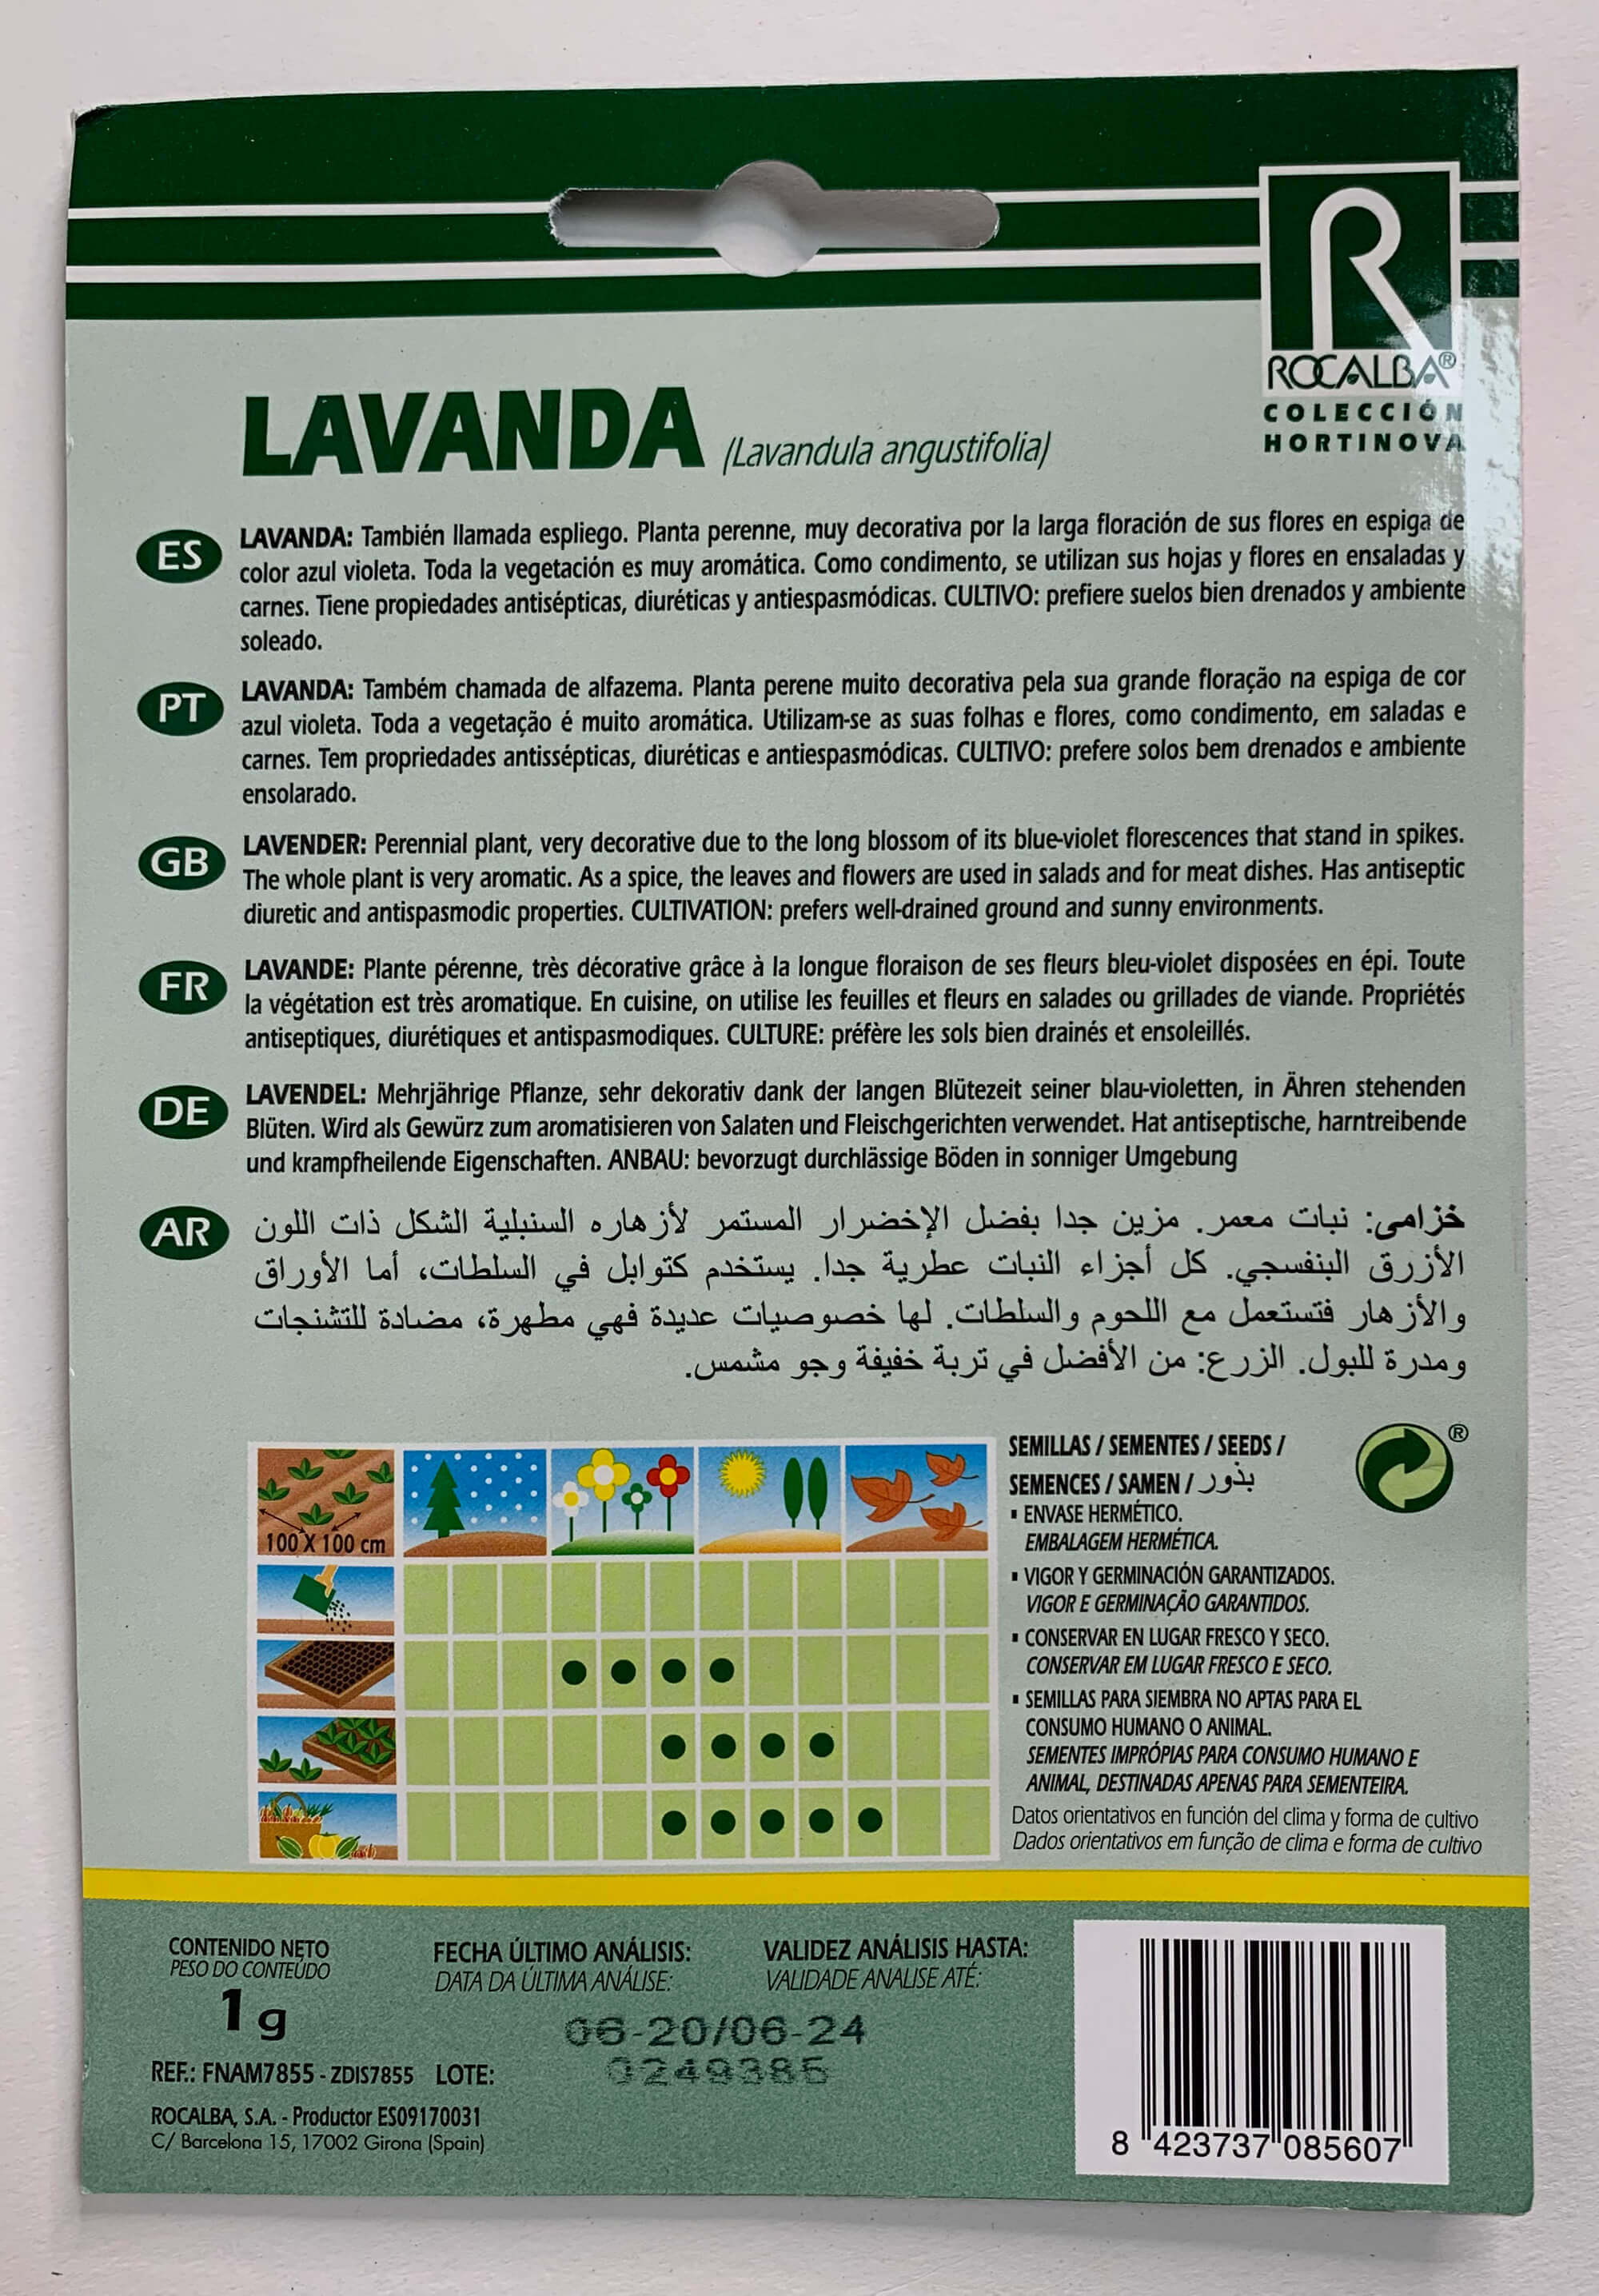 R
ROCALBA®
COLECCIÓN
HORTINOVA
LAVANDA (Lavandula angustifolia)
ES
LAVANDA: También llamada espliego. Planta perenne, muy decorativa por la larga floración de sus flores en espiga de
color azul violeta. Toda la vegetación es muy aromática. Como condimento, se utilizan sus hojas y flores en ensaladas y
carnes. Tiene propiedades antisépticas, diuréticas y antiespasmódicas. CULTIVO: prefiere suelos bien drenados y ambiente
soleado.
PT
LAVANDA: Também chamada de alfazema. Planta perene muito decorativa pela sua grande floração na espiga de cor
azul violeta. Toda a vegetação é muito aromática. Utilizam-se as suas folhas e flores, como condimento, em saladas e
carnes. Tem propriedades antissépticas, diuréticas e antiespasmódicas. CULTIVO: prefere solos bem drenados e ambiente
ensolarado.
GB
LAVENDER: Perennial plant, very decorative due to the long blossom of its blue-violet florescences that stand in spikes.
The whole plant is very aromatic. As a spice, the leaves and flowers are used in salads and for meat dishes. Has antiseptic
diuretic and antispasmodic properties. CULTIVATION: prefers well-drained ground and sunny environments.
FR
LAVANDE: Plante pérenne, très décorative grâce à la longue floraison de ses fleurs bleu-violet disposées en épi. Toute
la végétation est très aromatique. En cuisine, on utilise les feuilles et fleurs en salades ou grillades de viande. Propriétés
antiseptiques, diurétiques et antispasmodiques. CULTURE: préfère les sols bien drainés et ensoleillés.
DE
LAVENDEL: Mehrjährige Pflanze, sehr dekorativ dank der langen Blütezeit seiner blau-violetten, in Ähren stehenden
Blüten. Wird als Gewürz zum aromatisieren von Salaten und Fleischgerichten verwendet. Hat antiseptische, harntreibende
und krampfheilende Eigenschaften. ANBAU: bevorzugt durchlässige Böden in sonniger Umgebung
AR
خزامى: نبات معمر. مزين جدا بفضل الإخضرار المستمر لأزهاره السنبلية الشكل ذات اللون
الأزرق البنفسجي. كل أجزاء النبات عطرية جدا. يستخدم كتوابل في السلطات، أما الأوراق
والأزهار فتستعمل مع اللحوم والسلطات. لها خصوصيات عديدة فهي مطهرة، مضادة للتشنجات
ومدرة للبول. الزرع: من الأفضل في تربة خفيفة وجو مشمس.
100 X 100 cm
SEMILLAS / SEMENTES / SEEDS /
SEMENCES / SAMEN / بذور
®
▪ ENVASE HERMÉTICO.
EMBALAGEM HERMÉTICA.
▪ VIGOR Y GERMINACIÓN GARANTIZADOS.
VIGOR E GERMINAÇÃO GARANTIDOS.
▪ CONSERVAR EN LUGAR FRESCO Y SECO.
CONSERVAR EM LUGAR FRESCO E SECO.
▪ SEMILLAS PARA SIEMBRA NO APTAS PARA EL
CONSUMO HUMANO O ANIMAL.
SEMENTES IMPRÓPIAS PARA CONSUMO HUMANO E
ANIMAL, DESTINADAS APENAS PARA SEMENTEIRA.
Datos orientativos en función del clima y forma de cultivo
Dados orientativos em função de clima e forma de cultivo
CONTENIDO NETO
PESO DO CONTEÚDO
1 g
FECHA ÚLTIMO ANÁLISIS:
DATA DA ÚLTIMA ANÁLISE:
VALIDEZ ANÁLISIS HASTA:
VALIDADE ANALISE ATÉ:
06-20/06-24
0249385
REF.: FNAM7855 - ZDIS7855 LOTE:
ROCALBA, S.A. - Productor ES09170031
C/ Barcelona 15, 17002 Girona (Spain)
8 423737 085607